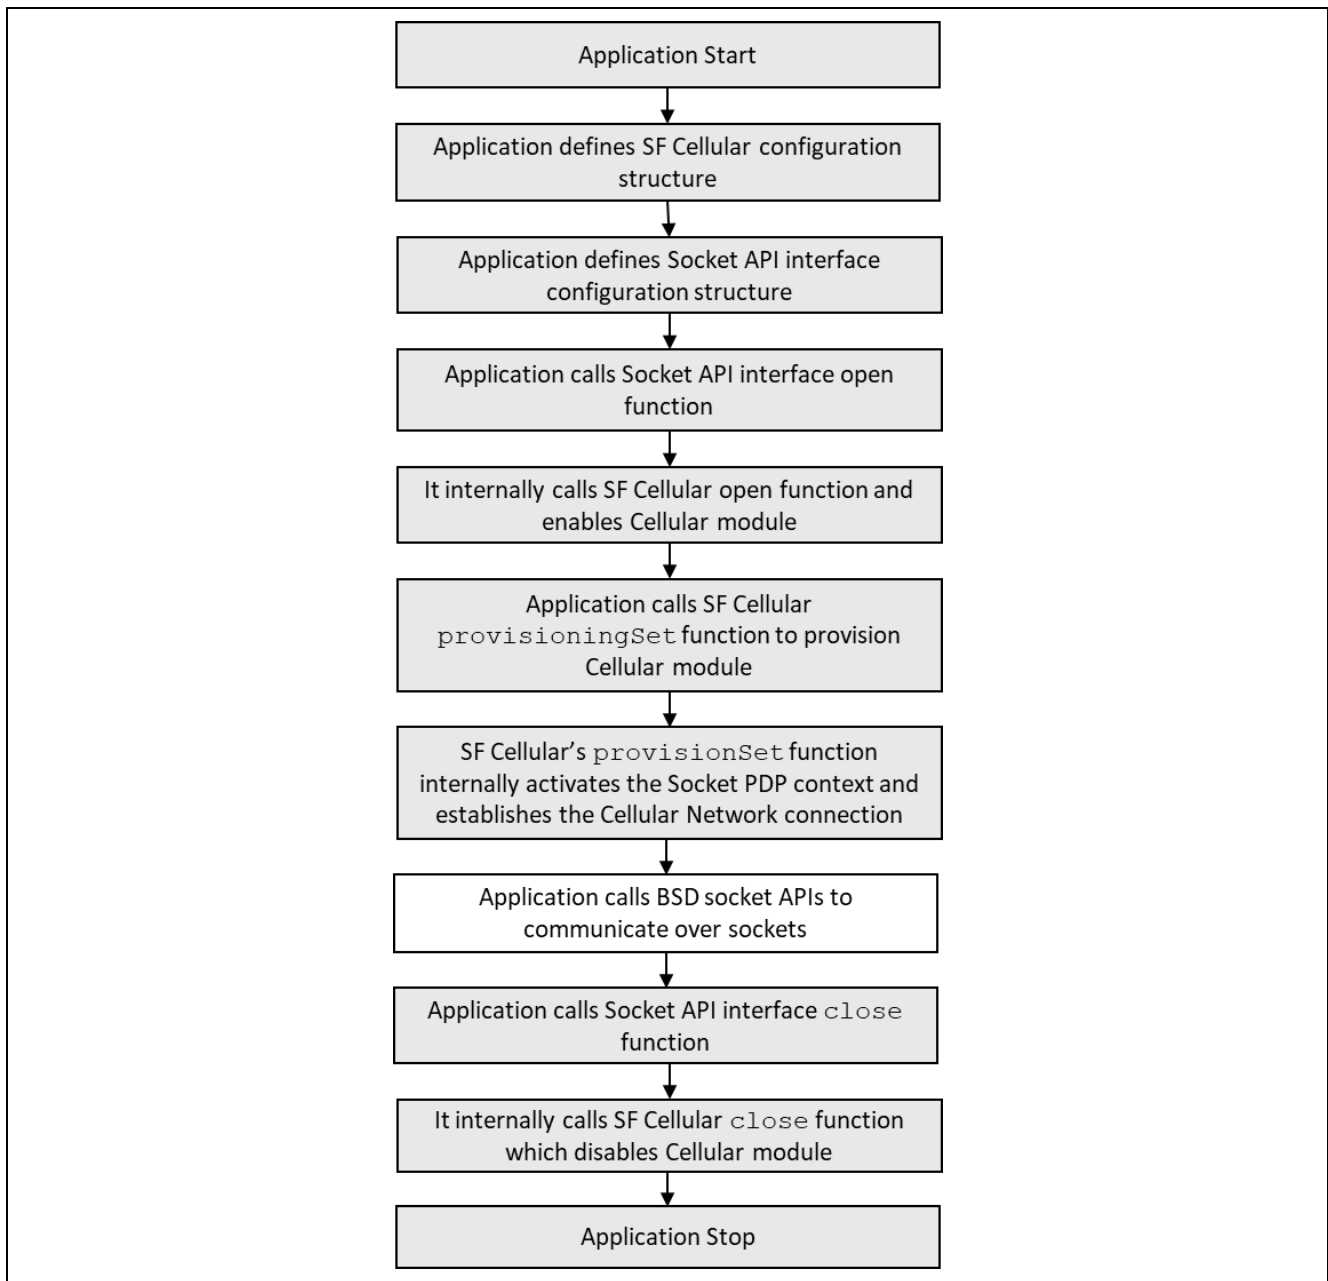 Application Start
Application defines SF Cellular configuration
structure
Application defines Socket API interface
configuration structure
Application calls Socket API interface open
function
It internally calls SF Cellular open function and
enables Cellular module
Application calls SF Cellular
provisioningSet function to provision
Cellular module
SF Cellular’s provisionSet function
internally activates the Socket PDP context and
establishes the Cellular Network connection
Application calls BSD socket APIs to
communicate over sockets
Application calls Socket API interface close
function
It internally calls SF Cellular close function
which disables Cellular module
Application Stop